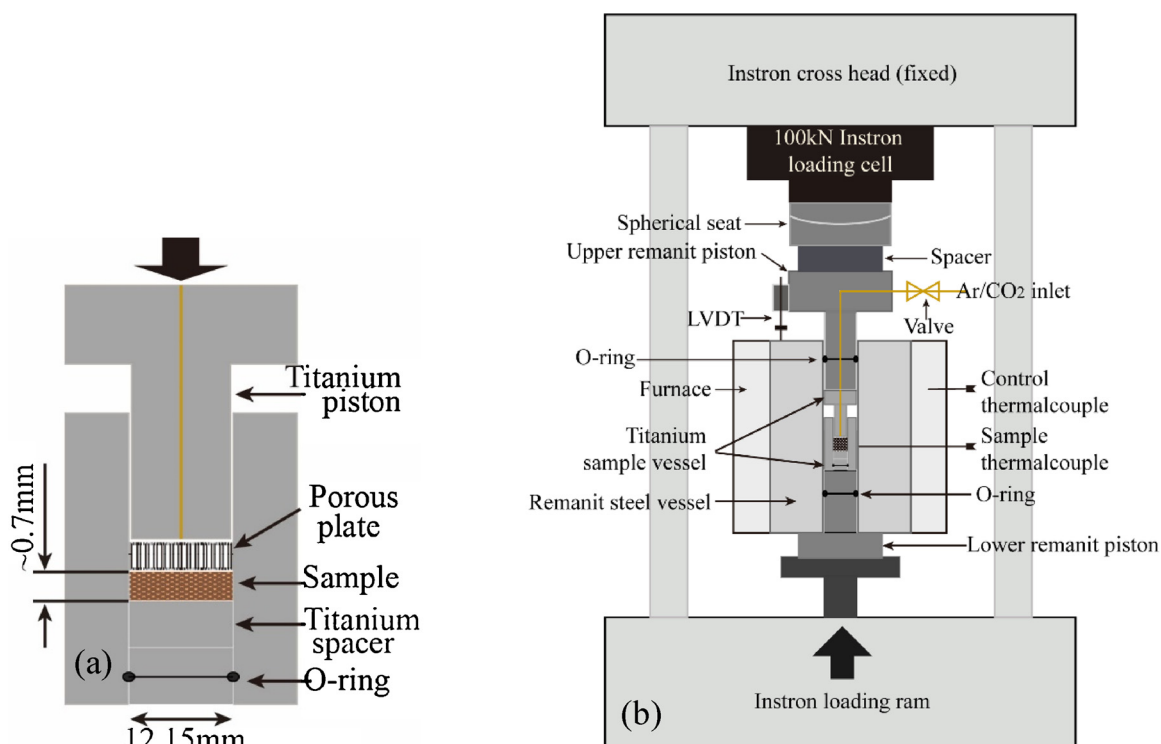 Titanium
piston
Porous
plate
~0.7mm
Sample
Titanium
spacer
(a)
O-ring
12.15mm
Instron cross head (fixed)
100kN Instron
loading cell
Spherical seat
Upper remanit piston
Spacer
Ar/CO2 inlet
LVDT
Valve
O-ring
Furnace
Control
thermalcouple
Titanium
sample vessel
Sample
thermalcouple
Remanit steel vessel
O-ring
Lower remanit piston
(b)
Instron loading ram